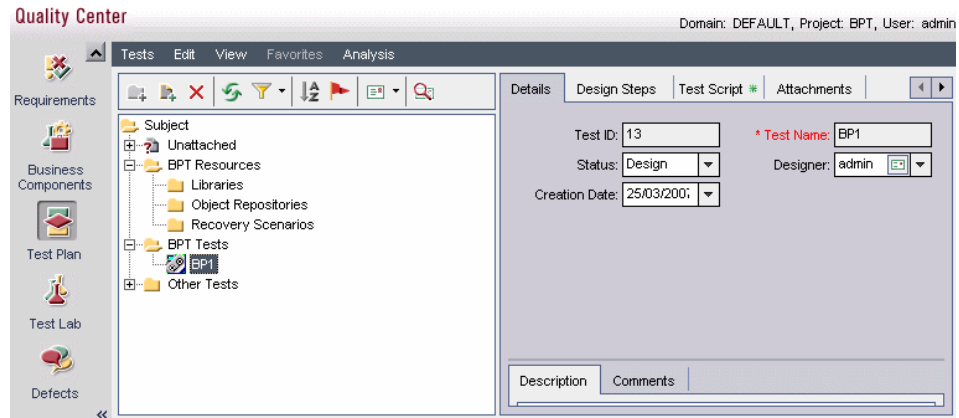 Quality Center
Domain: DEFAULT, Project: BPT, User: admin
Tests Edit View Favorites Analysis
Requirements
Business Components
Test Plan
Test Lab
Defects
Subject
Unattached
BPT Resources
Libraries
Object Repositories
Recovery Scenarios
BPT Tests
BP1
Other Tests
Details Design Steps Test Script * Attachments
Test ID: 13 * Test Name: BP1
Status: Design Designer: admin
Creation Date: 25/03/2007
Description Comments